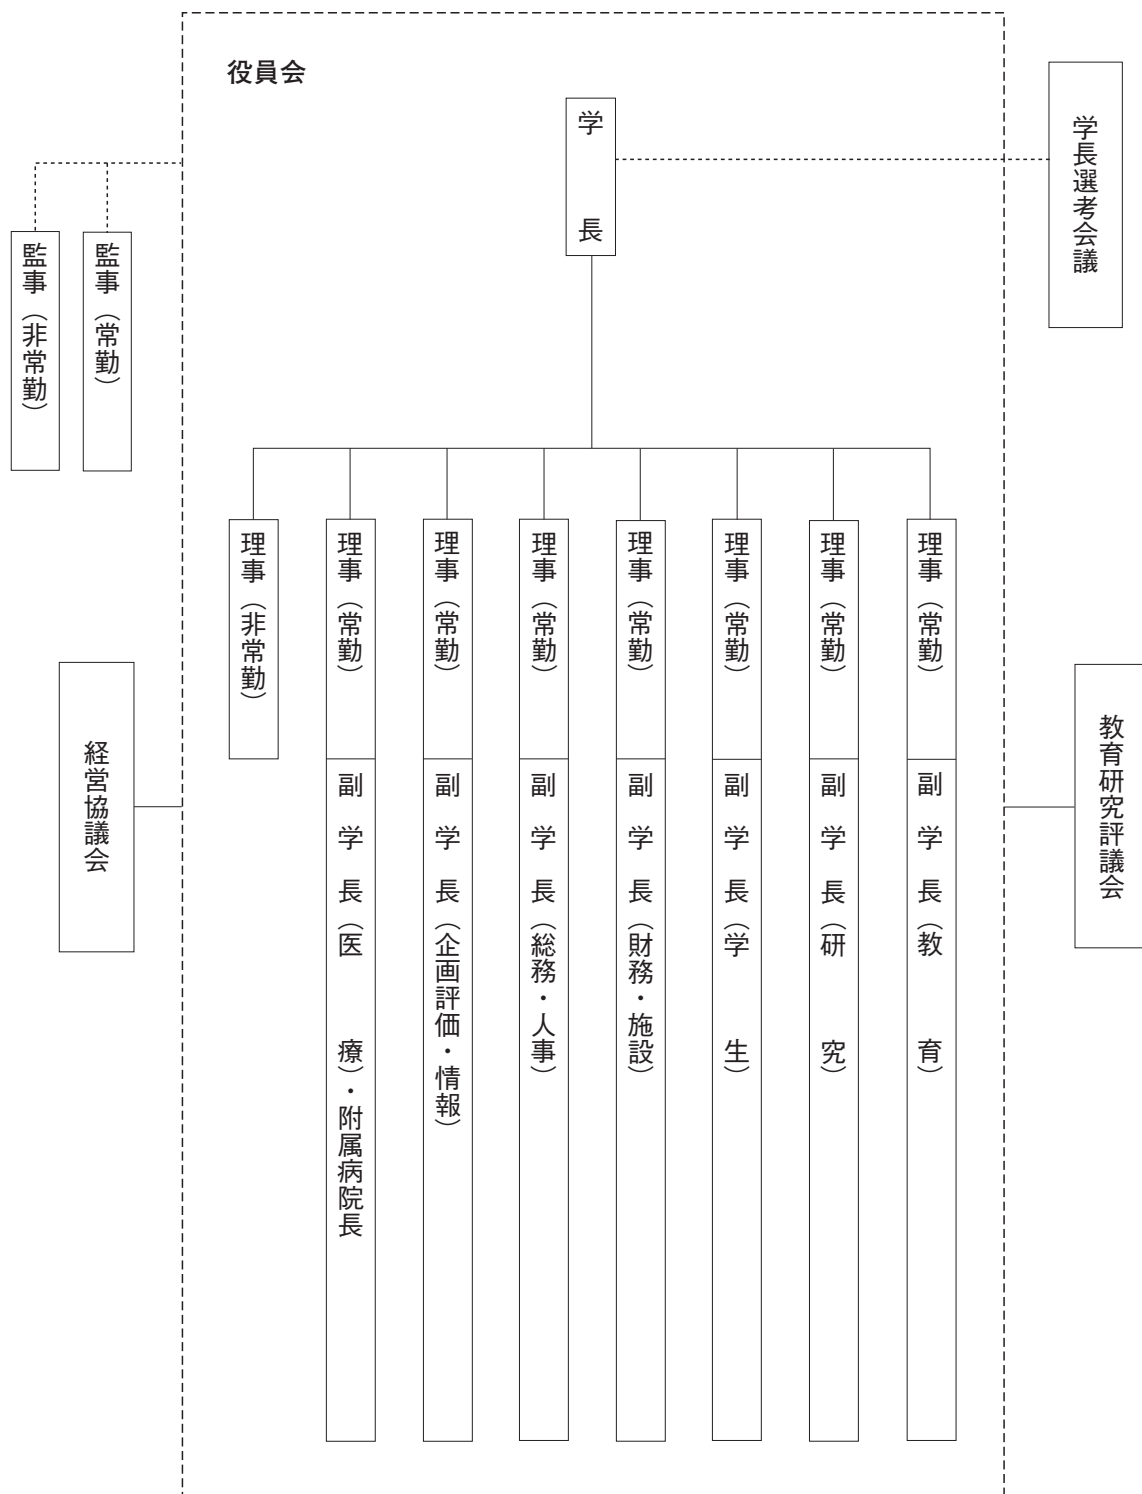 役員会
学長
学長選考会議
監事（常勤）
監事（非常勤）
理事（常勤）
副学長（教育）
理事（常勤）
副学長（研究）
理事（常勤）
副学長（学生）
理事（常勤）
副学長（財務・施設）
理事（常勤）
副学長（総務・人事）
理事（常勤）
副学長（企画評価・情報）
理事（常勤）
副学長（医療）・附属病院長
理事（非常勤）
教育研究評議会
経営協議会